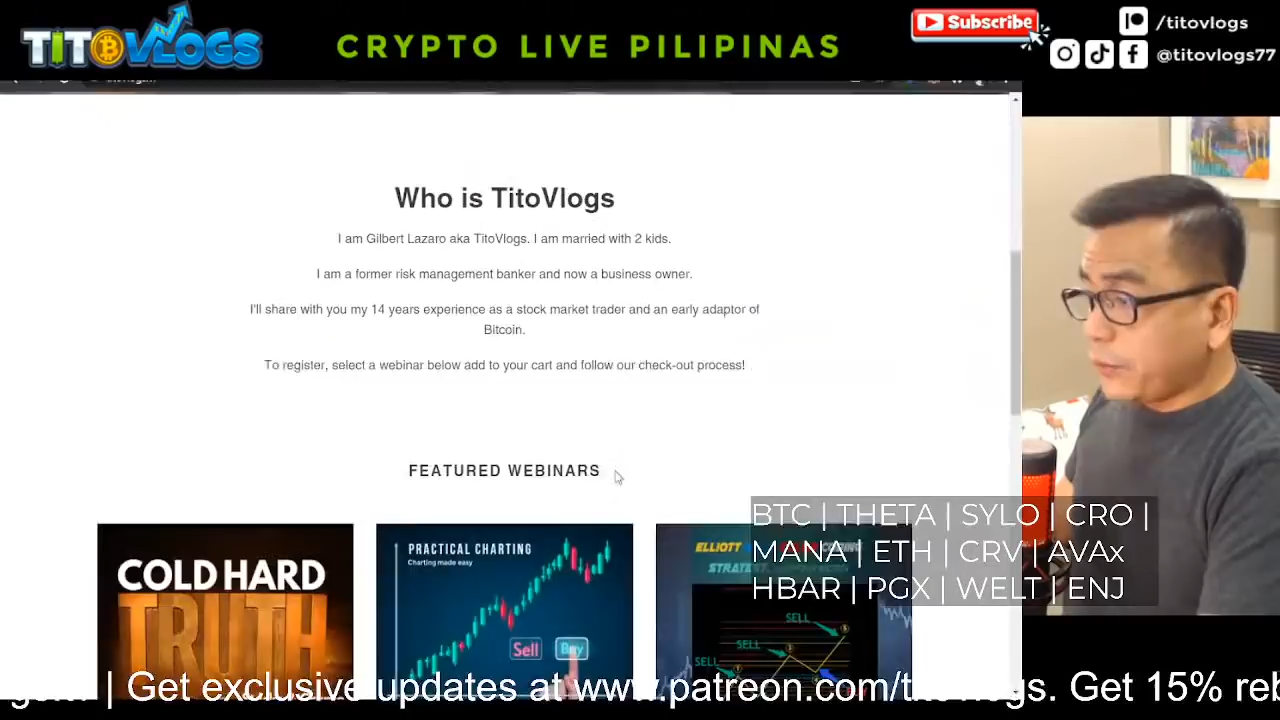 TITOVLOGS
CRYPTO LIVE PILIPINAS
Subscribe
/titovlogs
@titovlogs77
Who is TitoVlogs
I am Gilbert Lazaro aka TitoVlogs. I am married with 2 kids.
I am a former risk management banker and now a business owner.
I'll share with you my 14 years experience as a stock market trader and an early adaptor of
Bitcoin.
To register, select a webinar below add to your cart and follow our check-out process!
FEATURED WEBINARS
COLD HARD
TRUTH
PRACTICAL CHARTING
Charting made easy
Sell
Buy
ELLIOTT
SELL
SELL
SELL
BTC | THETA | SYLO | CRO |
MANA | ETH | CRV | AVAx
HBAR | PGX | WELT | ENJ
| Get exclusive updates at www.patreon.com/titovlogs. Get 15% reb